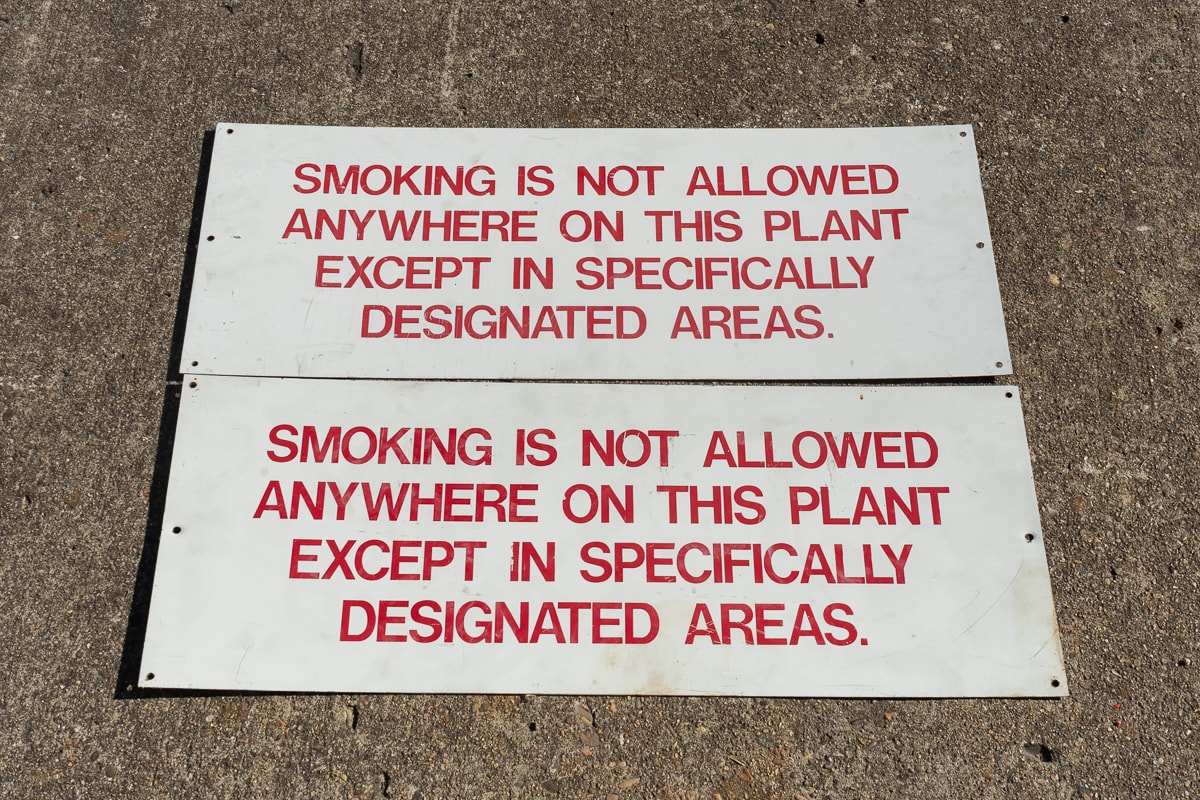 SMOKING IS NOT ALLOWED
ANYWHERE ON THIS PLANT
EXCEPT IN SPECIFICALLY
DESIGNATED AREAS.
SMOKING IS NOT ALLOWED
ANYWHERE ON THIS PLANT
EXCEPT IN SPECIFICALLY
DESIGNATED AREAS.